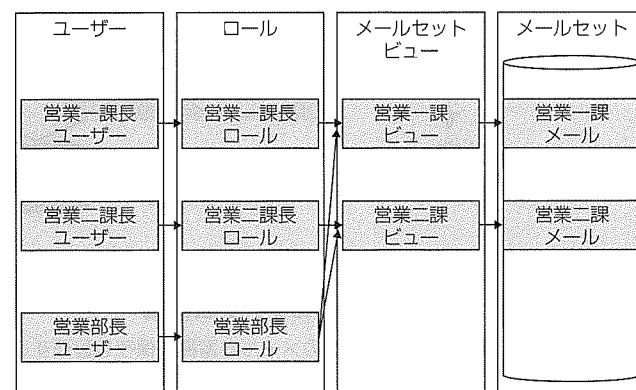 ユーザー
ロール
メールセット
ビュー
メールセット
営業一課長
ユーザー
営業一課長
ロール
営業一課
ビュー
営業一課
メール
営業二課長
ユーザー
営業二課長
ロール
営業二課
ビュー
営業二課
メール
営業部長
ユーザー
営業部長
ロール